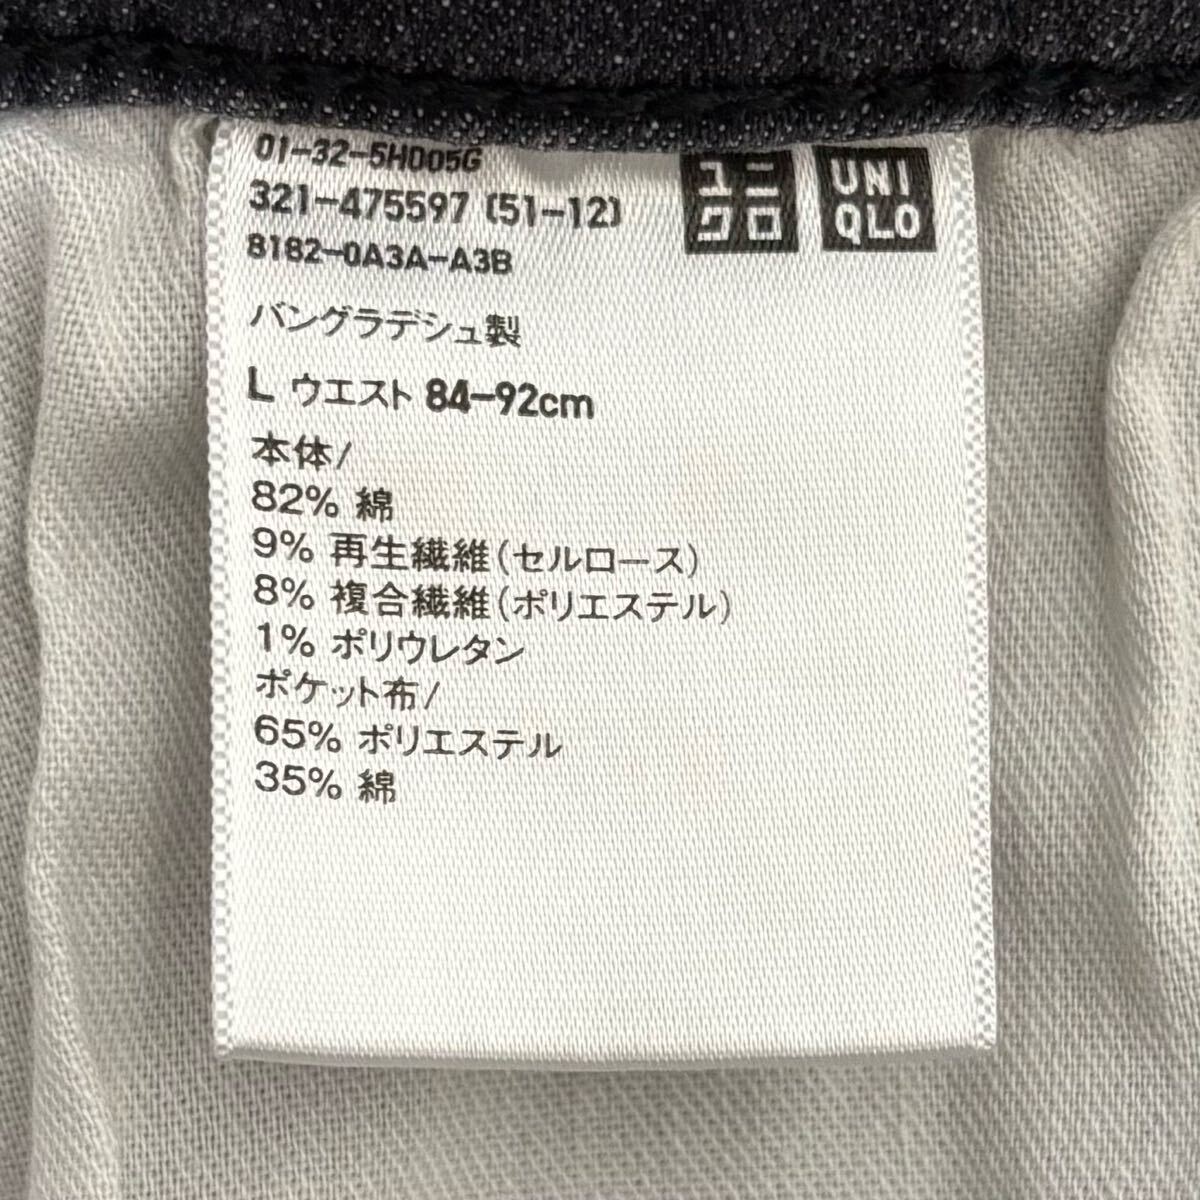 01-32-5H005G
321-475597 (51-12)
8182-0A3A-A3B
ユニ
クロ
UNI
QLO
バングラデシュ製
L ウエスト 84-92cm
本体/
82% 綿
9% 再生繊維(セルロース)
8% 複合繊維(ポリエステル)
1% ポリウレタン
ポケット布/
65% ポリエステル
35% 綿